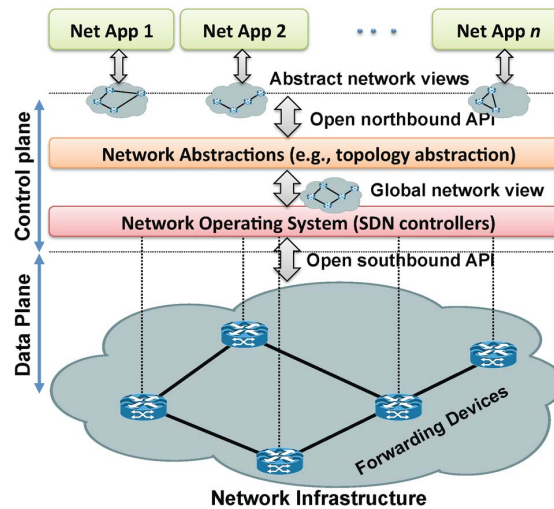 Net App 1
Net App 2
Net App n
Abstract network views
Open northbound API
Network Abstractions (e.g., topology abstraction)
Global network view
Network Operating System (SDN controllers)
Open southbound API
Control plane
Data Plane
Forwarding Devices
Network Infrastructure